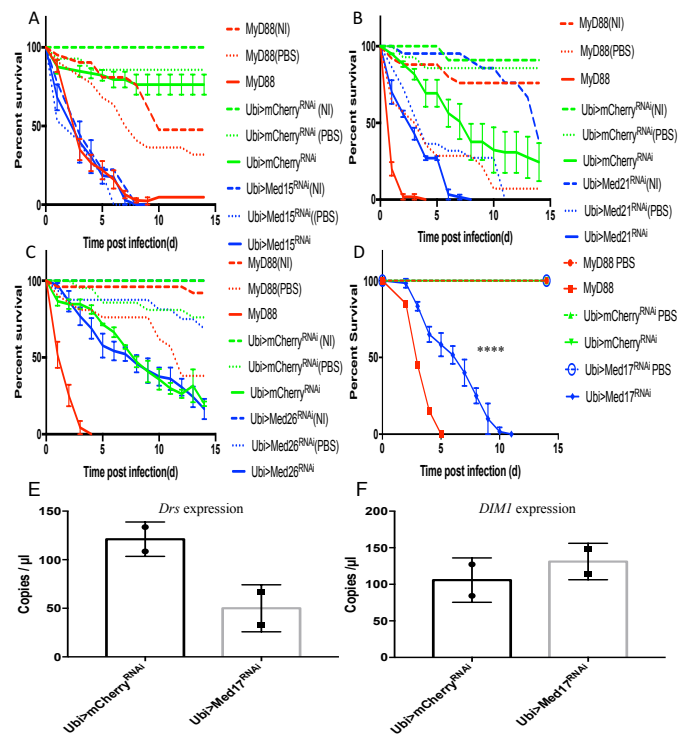 A
Percent survival
100
50
0
0 5 10 15
Time post infection(d)
MyD88(NI)
MyD88(PBS)
MyD88
Ubi>mCherryRNAi(NI)
Ubi>mCherryRNAi(PBS)
Ubi>mCherryRNAi
Ubi>Med15RNAi(NI)
Ubi>Med15RNAi((PBS)
Ubi>Med15RNAi
B
Percent survival
100
50
0
0 5 10 15
Time post infection(d)
MyD88(NI)
MyD88(PBS)
MyD88
Ubi>mCherryRNAi(NI)
Ubi>mCherryRNAi(PBS)
Ubi>mCherryRNAi
Ubi>Med21RNAi(NI)
Ubi>Med21RNAi(PBS)
Ubi>Med21RNAi
C
Percent Survival
100
50
0
0 5 10 15
Time post infection(d)
MyD88(NI)
MyD88(PBS)
MyD88
Ubi>mCherryRNAi(NI)
Ubi>mCherryRNAi(PBS)
Ubi>mCherryRNAi
Ubi>Med26RNAi(NI)
Ubi>Med26RNAi(PBS)
Ubi>Med26RNAi
D
Percent Survival
100
50
0
0 5 10 15
Time post infection (d)
****
MyD88 PBS
MyD88
Ubi>mCherryRNAi PBS
Ubi>mCherryRNAi
Ubi>Med17RNAi PBS
Ubi>Med17RNAi
E
Drs expression
Copies /µl
150
100
50
0
Ubi>mCherryRNAi
Ubi>Med17RNAi
F
DIM1 expression
Copies /µl
200
150
100
50
0
Ubi>mCherryRNAi
Ubi>Med17RNAi